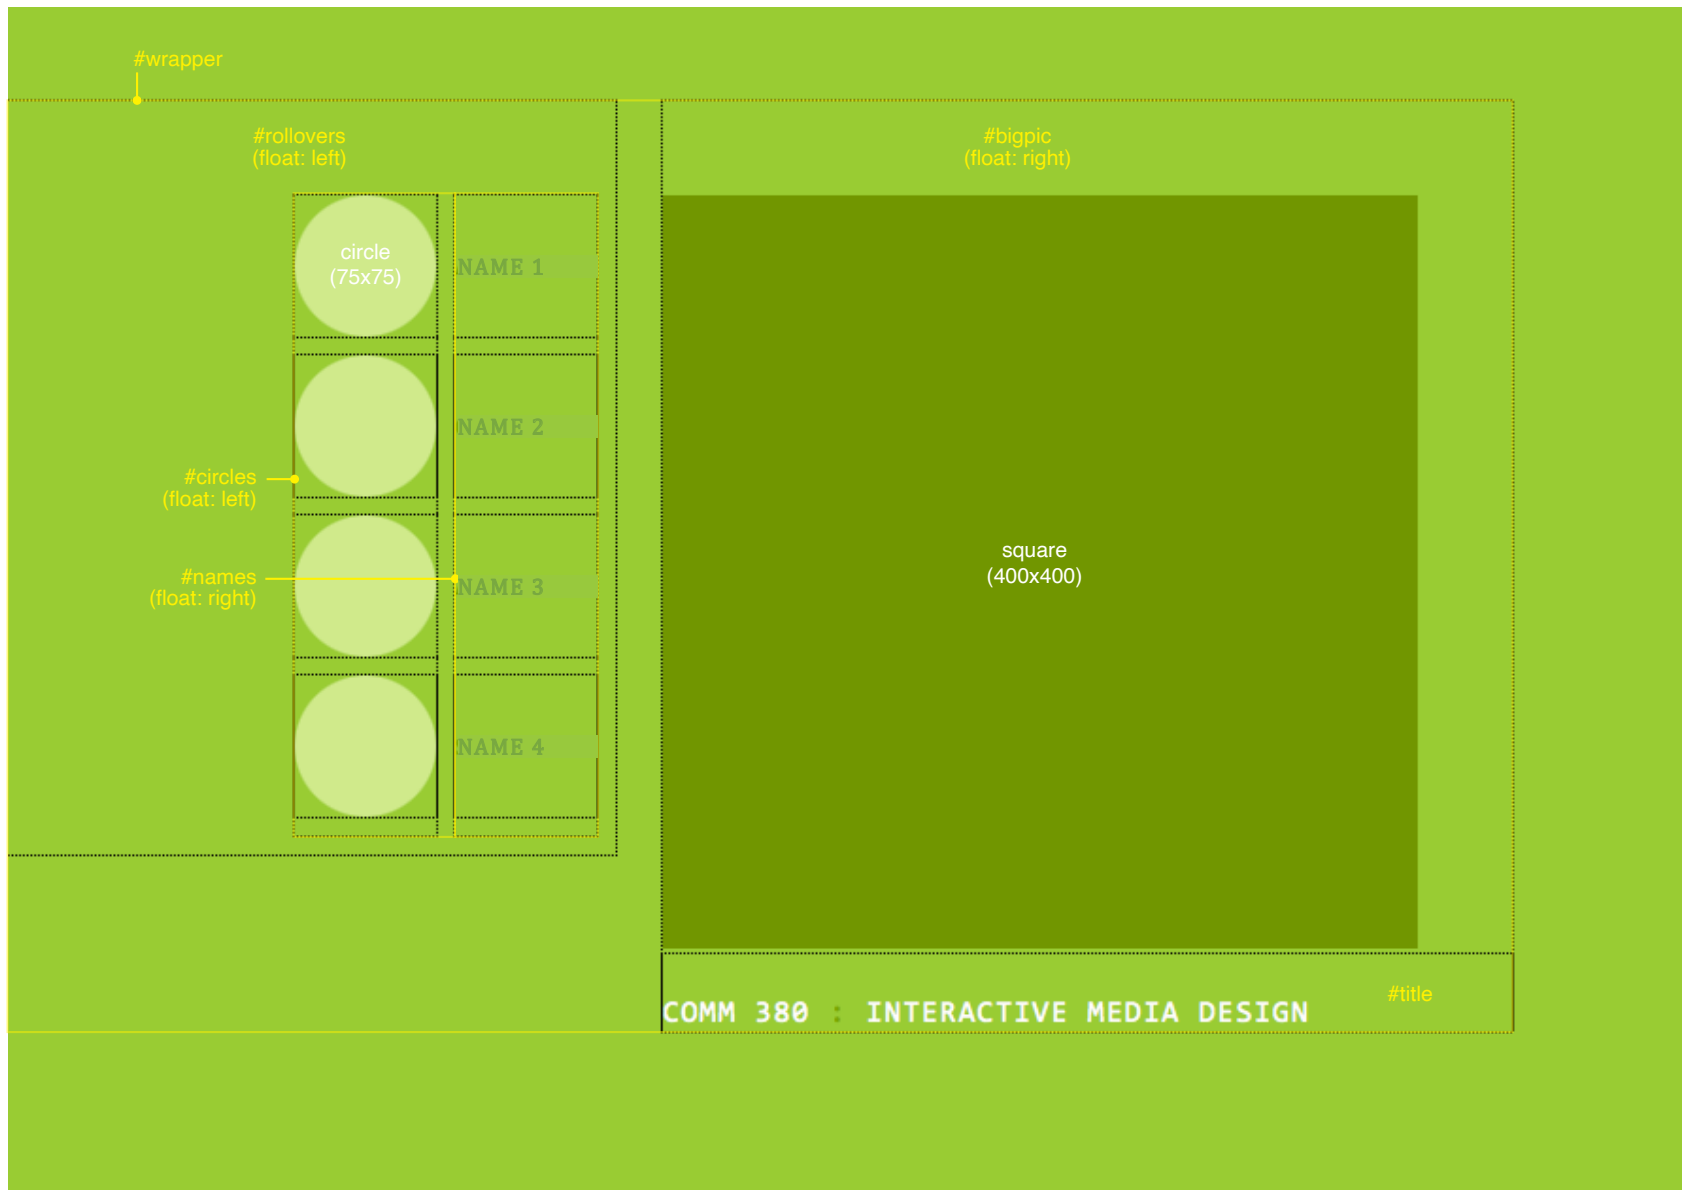 #wrapper
#rollovers
(float: left)
#bigpic
(float: right)
circle
(75x75)
NAME 1
NAME 2
#circles
(float: left)
#names
(float: right)
NAME 3
NAME 4
square
(400x400)
#title
COMM 380 : INTERACTIVE MEDIA DESIGN